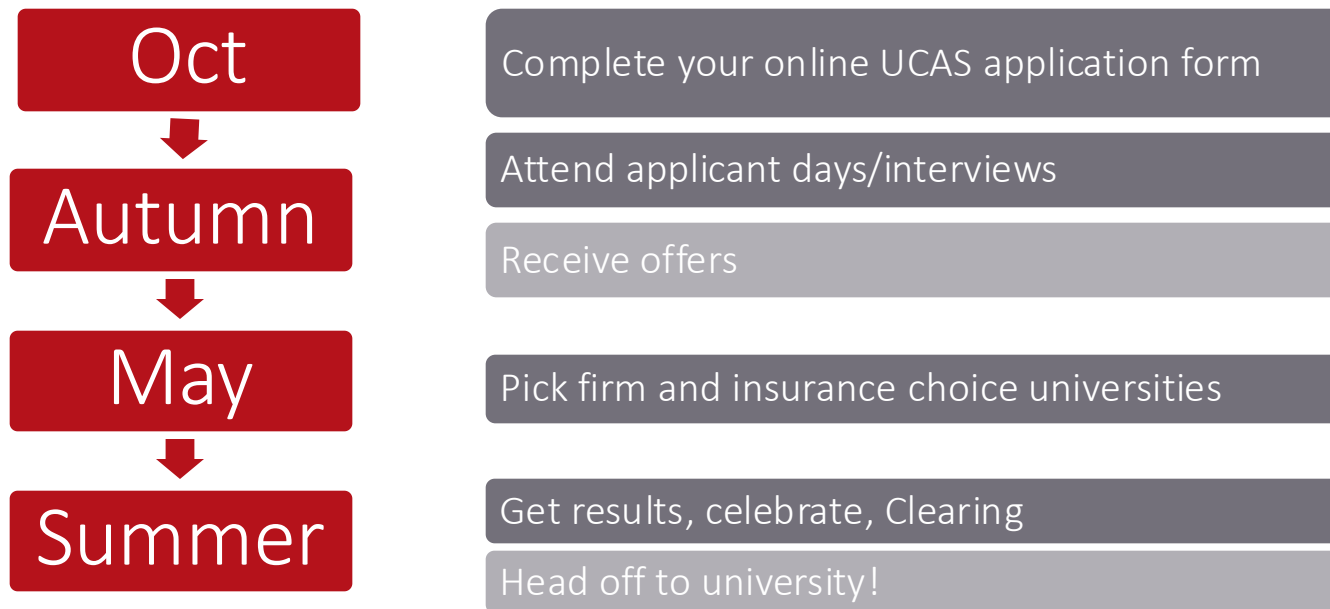 Oct
Complete your online UCAS application form
Autumn
Attend applicant days/interviews
Receive offers
May
Pick firm and insurance choice universities
Summer
Get results, celebrate, Clearing
Head off to university!